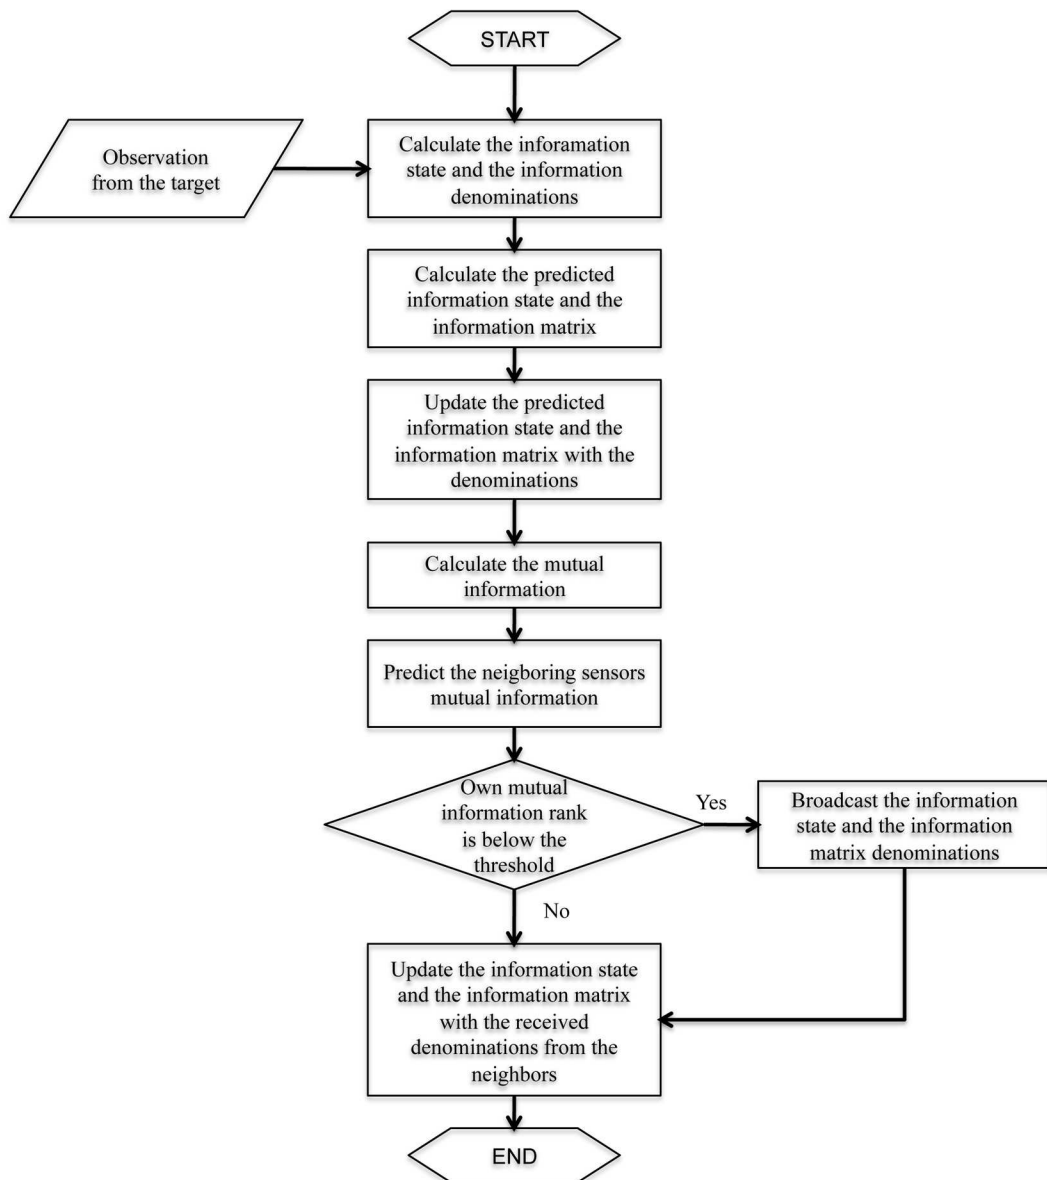 START
Observation
from the target
Calculate the inforamation
state and the information
denominations
Calculate the predicted
information state and the
information matrix
Update the predicted
information state and the
information matrix with the
denominations
Calculate the mutual
information
Predict the neigboring sensors
mutual information
Own mutual
information rank
is below the
threshold
Yes
Broadcast the information
state and the information
matrix denominations
No
Update the information state
and the information matrix
with the received
denominations from the
neighbors
END